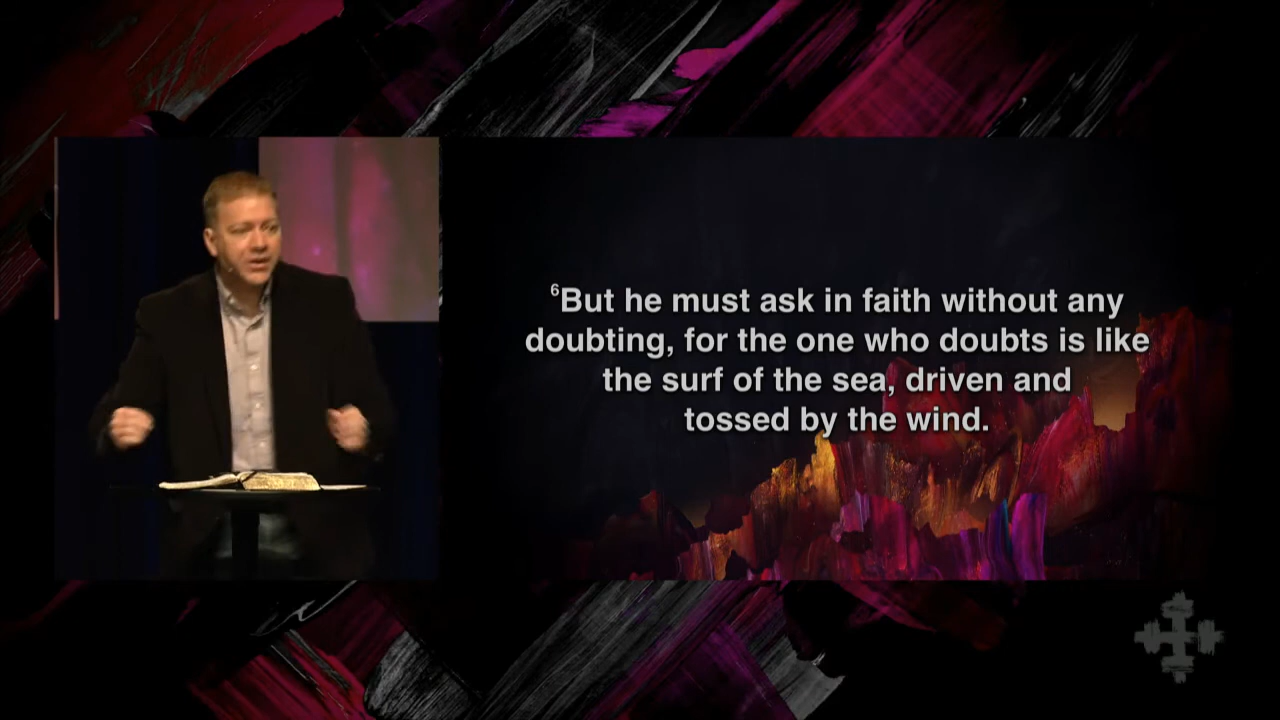 ⁶But he must ask in faith without any
doubting, for the one who doubts is like
the surf of the sea, driven and
tossed by the wind.